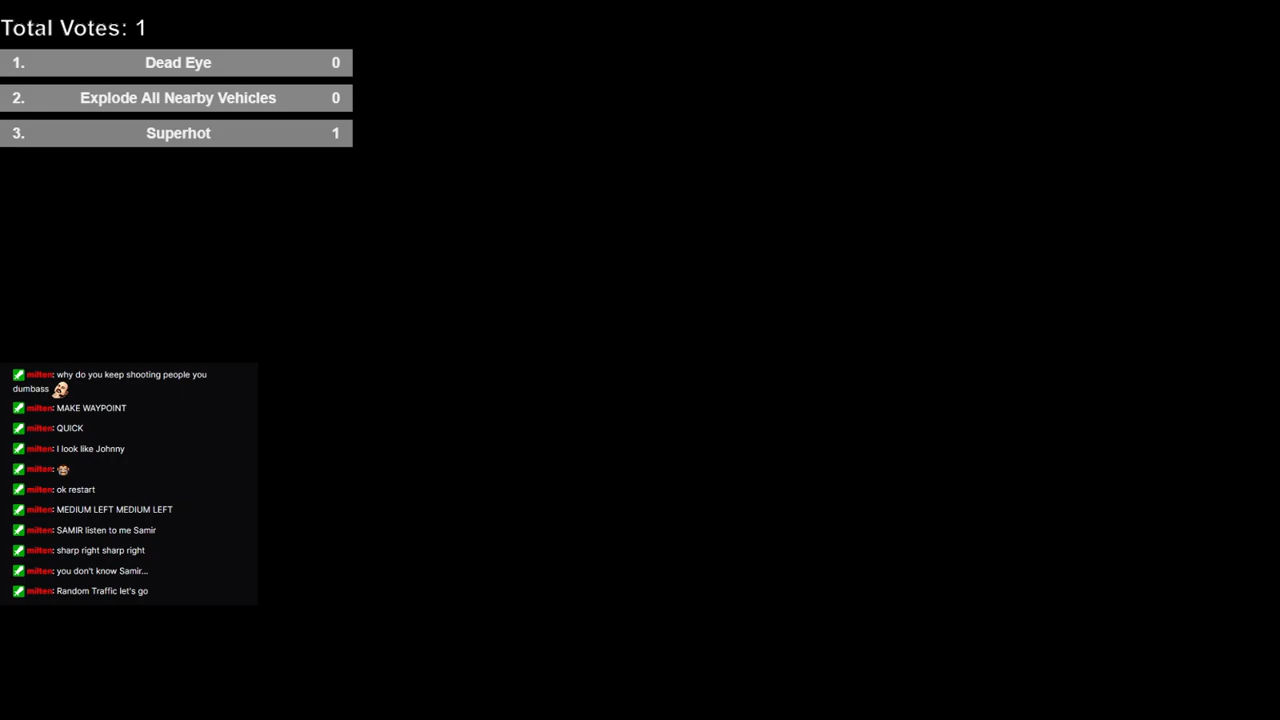 Total Votes: 1
1. Dead Eye 0
2. Explode All Nearby Vehicles 0
3. Superhot 1
milten: why do you keep shooting people you
dumbass
milten: MAKE WAYPOINT
milten: QUICK
milten: I look like Johnny
milten:
milten: ok restart
milten: MEDIUM LEFT MEDIUM LEFT
milten: SAMIR listen to me Samir
milten: sharp right sharp right
milten: you don't know Samir...
milten: Random Traffic let's go